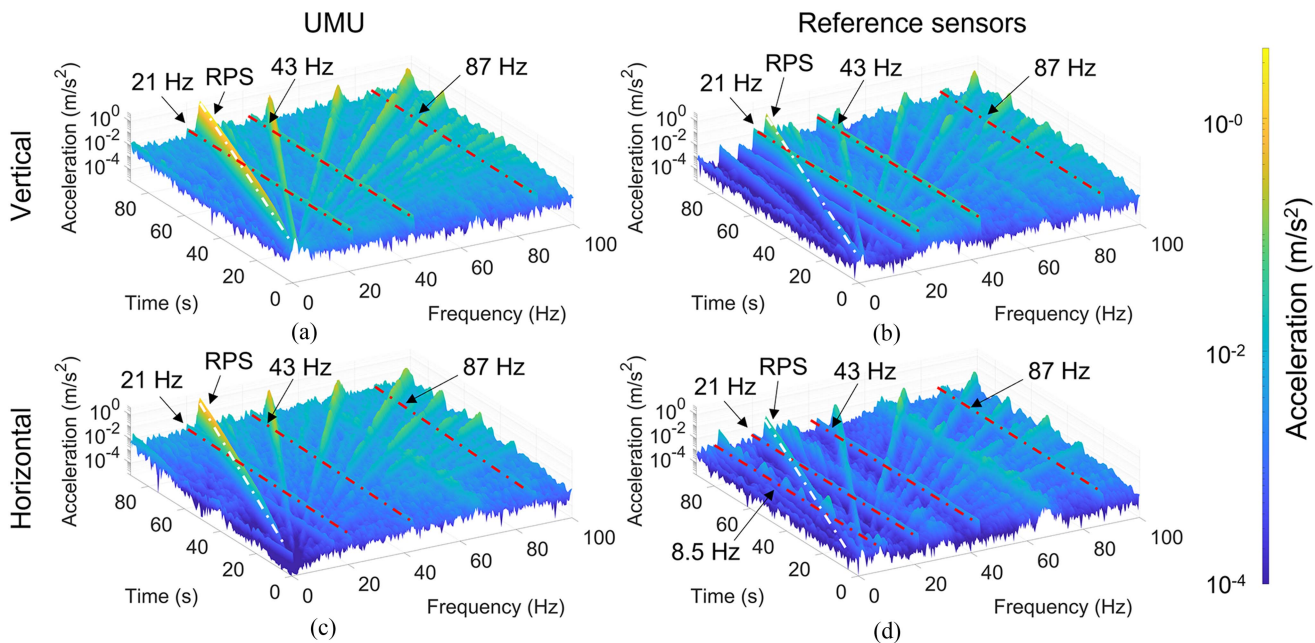 UMU
Reference sensors
Vertical
Horizontal
Acceleration (m/s²)
10⁰
10⁻²
10⁻⁴
21 Hz
RPS
43 Hz
87 Hz
80
60
40
20
0
Time (s)
0
20
40
60
80
100
Frequency (Hz)
(a)
Acceleration (m/s²)
10⁰
10⁻²
10⁻⁴
21 Hz
RPS
43 Hz
87 Hz
80
60
40
20
0
Time (s)
0
20
40
60
80
100
Frequency (Hz)
(b)
Acceleration (m/s²)
10⁰
10⁻²
10⁻⁴
21 Hz
RPS
43 Hz
87 Hz
80
60
40
20
0
Time (s)
0
20
40
60
80
100
Frequency (Hz)
(c)
Acceleration (m/s²)
10⁰
10⁻²
10⁻⁴
21 Hz
RPS
43 Hz
87 Hz
8.5 Hz
80
60
40
20
0
Time (s)
0
20
40
60
80
100
Frequency (Hz)
(d)
10⁻⁰
10⁻²
10⁻⁴
Acceleration (m/s²)